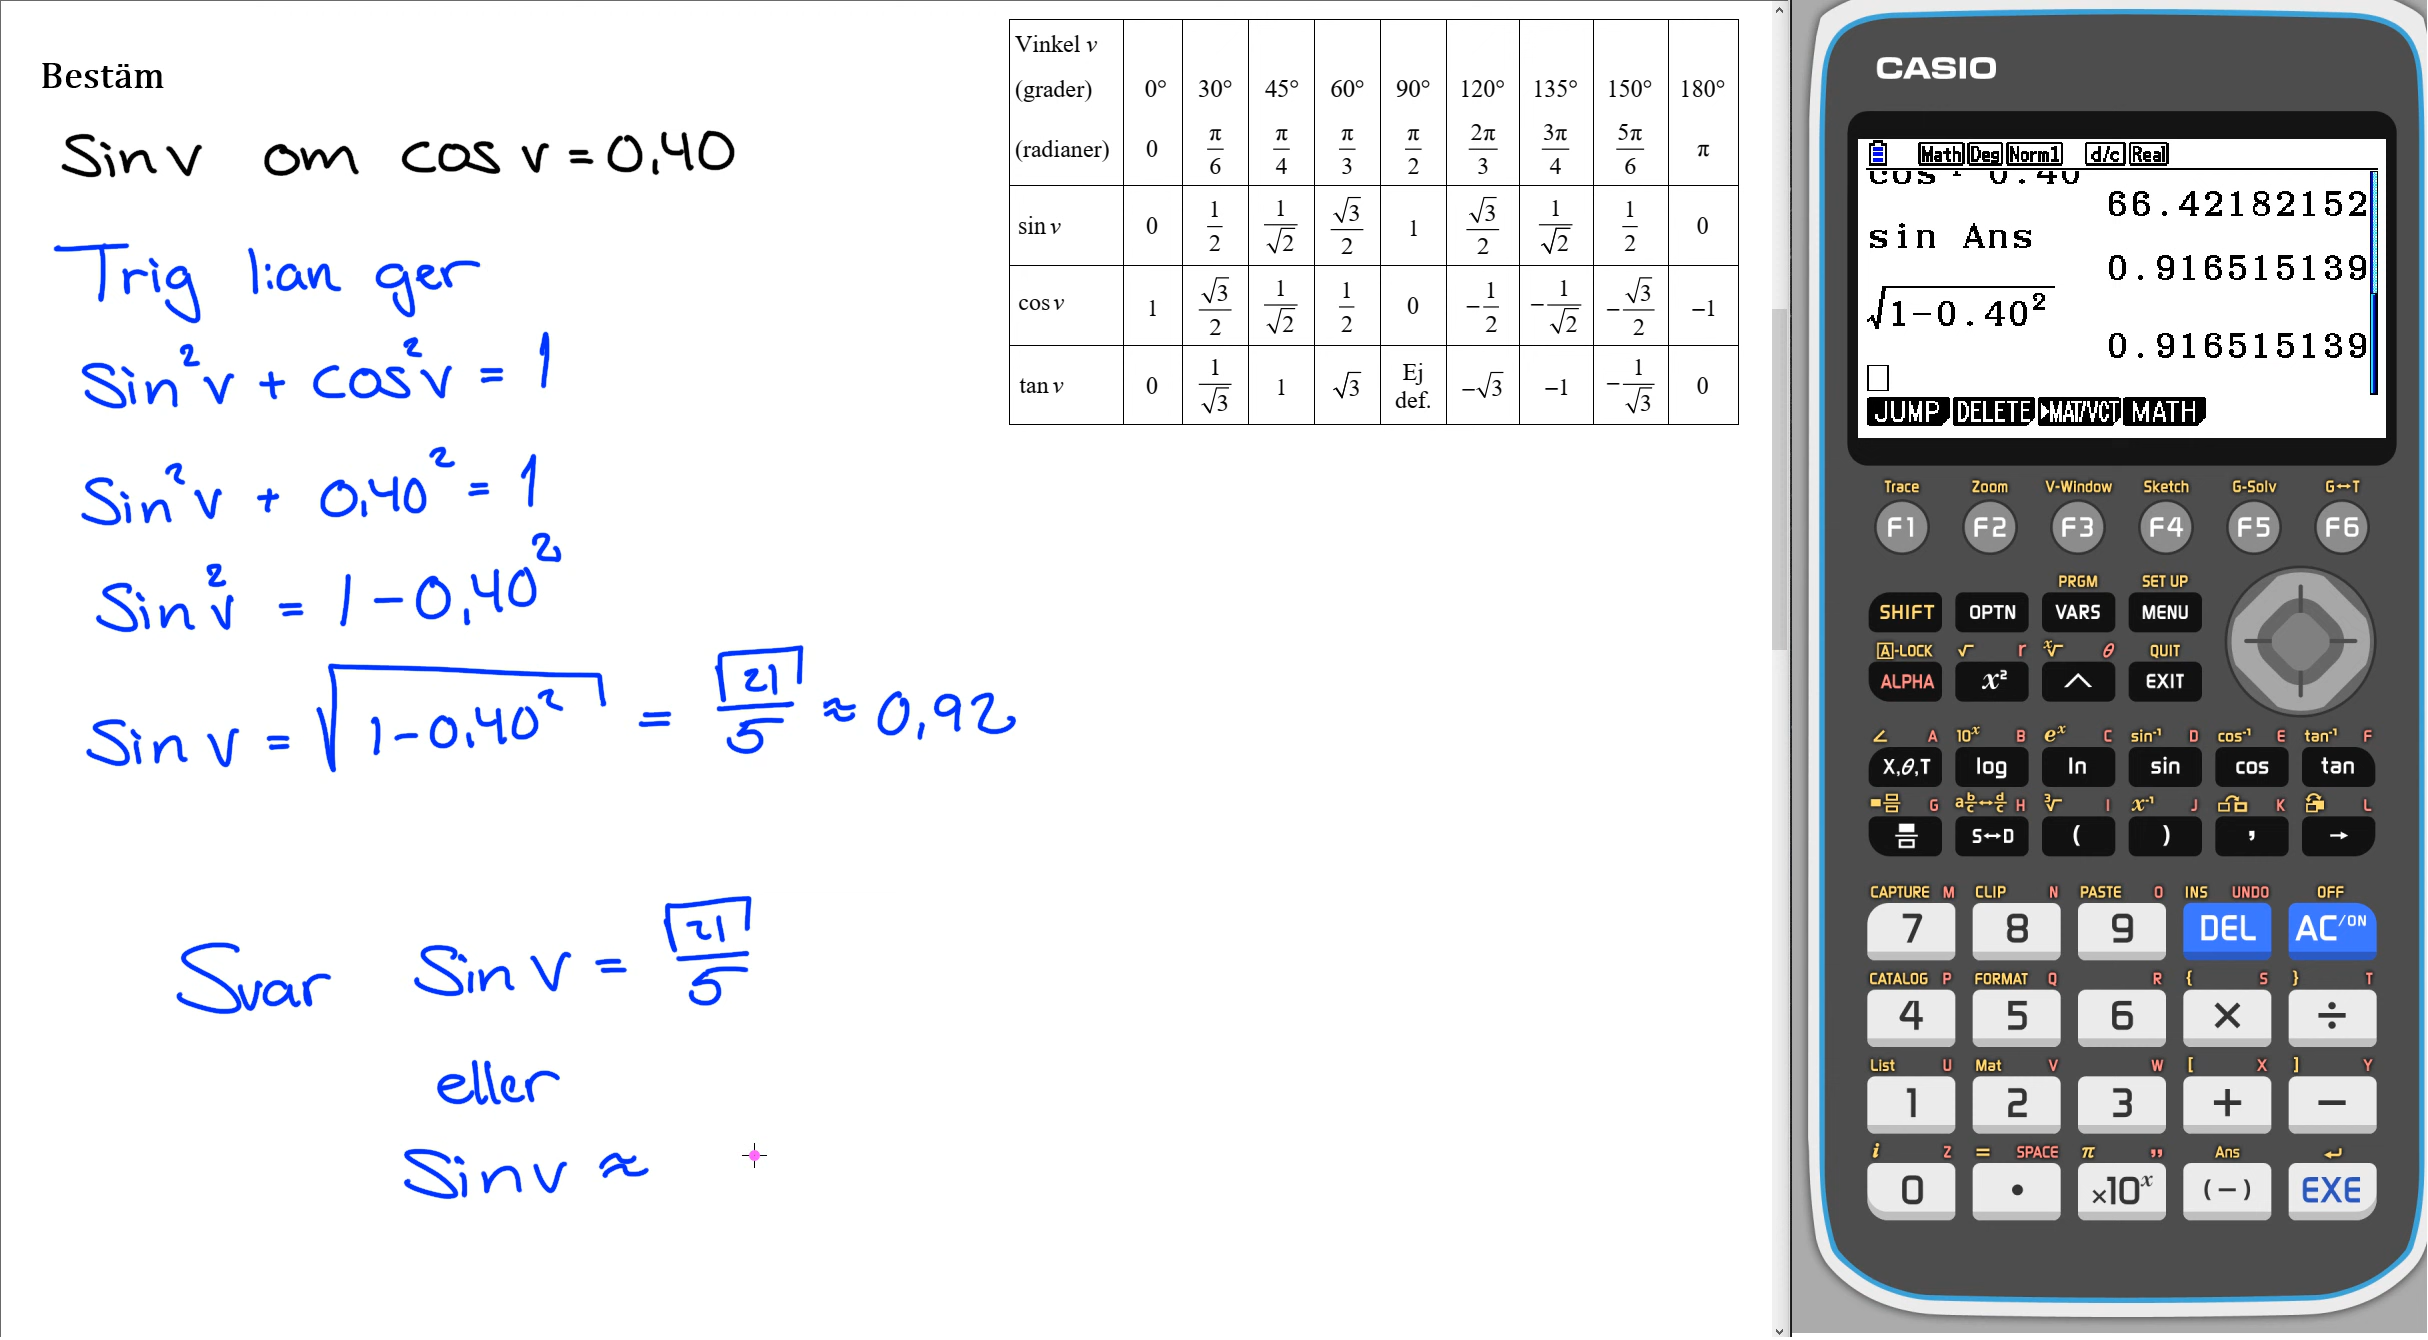 Bestäm
Sin v om cos v = 0,40
Trig 1:an ger
Sin²v + cos²v = 1
Sin²v + 0,40² = 1
Sin²v = 1 - 0,40²
Sin v = √(1-0,40²) = √21/5 ≈ 0,92
Svar Sin v = √21/5
eller
Sin v ≈
Vinkel v
(grader) 0° 30° 45° 60° 90° 120° 135° 150° 180°
(radianer) 0 π/6 π/4 π/3 π/2 2π/3 3π/4 5π/6 π
sin v 0 1/2 1/√2 √3/2 1 √3/2 1/√2 1/2 0
cos v 1 √3/2 1/√2 1/2 0 -1/2 -1/√2 -√3/2 -1
tan v 0 1/√3 1 √3 Ej def. -√3 -1 -1/√3 0
CASIO
Math Deg Norm1 d/c Real
cos⁻¹ 0.40
66.42182152
sin Ans
0.916515139
√(1-0.40²)
0.916515139
JUMP DELETE ▶MAT/VCT MATH
Trace Zoom V-Window Sketch G-Solv G↔T
F1 F2 F3 F4 F5 F6
PRGM SET UP
SHIFT OPTN VARS MENU
A-LOCK √ r ˣ√ θ QUIT
ALPHA x² ^ EXIT
∠ A 10ˣ B eˣ C sin⁻¹ D cos⁻¹ E tan⁻¹ F
X,θ,T log ln sin cos tan
G a b/c↔d/c H ³√ I x⁻¹ J K L
S↔D ( ) , →
CAPTURE M CLIP N PASTE O INS UNDO OFF
7 8 9 DEL AC/ON
CATALOG P FORMAT Q R { S } T
4 5 6 × ÷
List U Mat V W [ X ] Y
1 2 3 + −
i Z = SPACE π " Ans ↵
0 • ×10ˣ (−) EXE